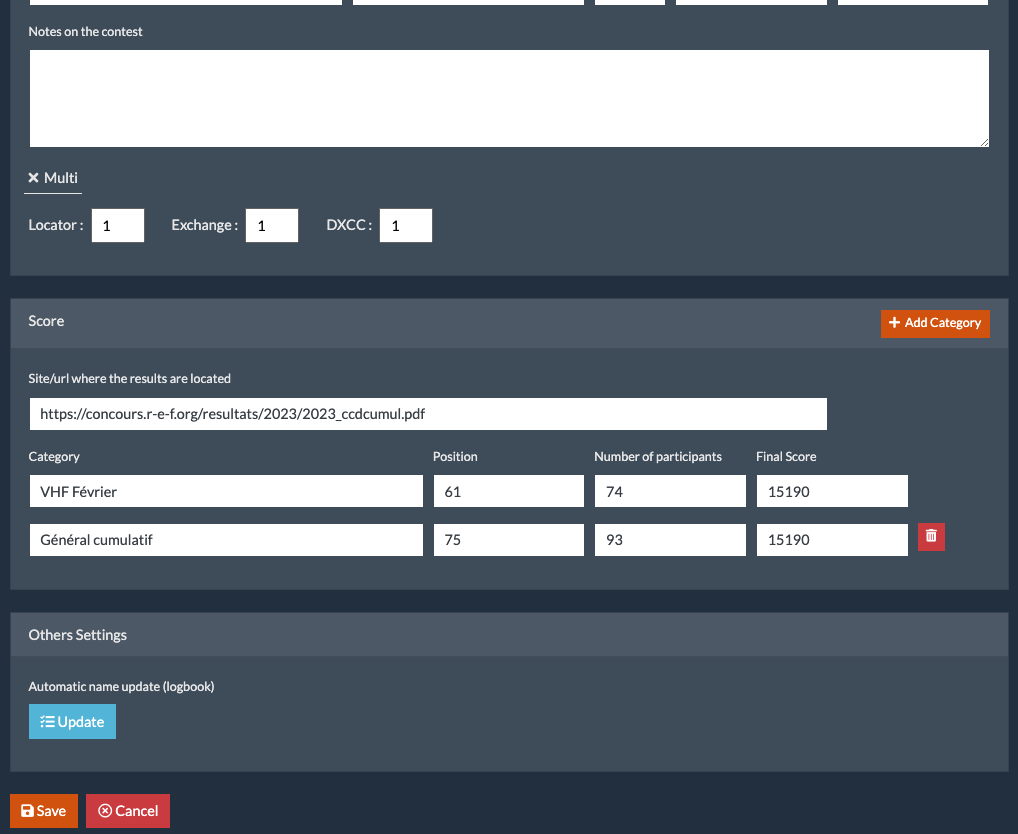 Notes on the contest
Multi
Locator : 1 Exchange : 1 DXCC : 1
Score
Add Category
Site/url where the results are located
https://concours.r-e-f.org/resultats/2023/2023_ccdcumul.pdf
Category Position Number of participants Final Score
VHF Février 61 74 15190
Général cumulatif 75 93 15190
Others Settings
Automatic name update (logbook)
Update
Save Cancel